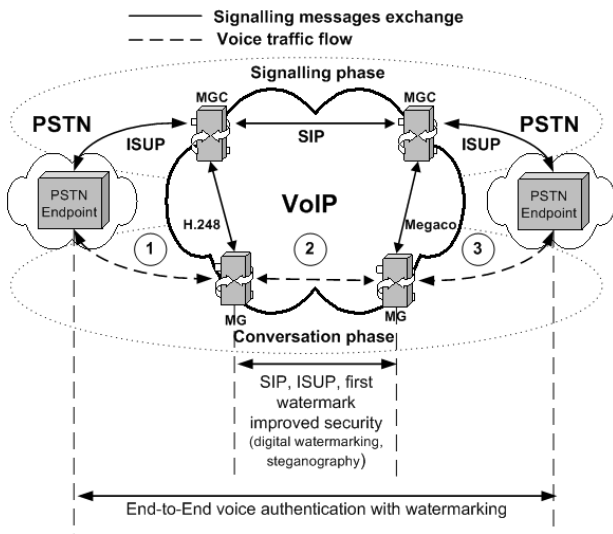 Signalling messages exchange
Voice traffic flow
Signalling phase
MGC
MGC
PSTN
PSTN
ISUP
SIP
ISUP
PSTN
Endpoint
PSTN
Endpoint
VoIP
H.248
Megaco
1
2
3
MG
MG
Conversation phase
SIP, ISUP, first
watermark
improved security
(digital watermarking,
steganography)
End-to-End voice authentication with watermarking